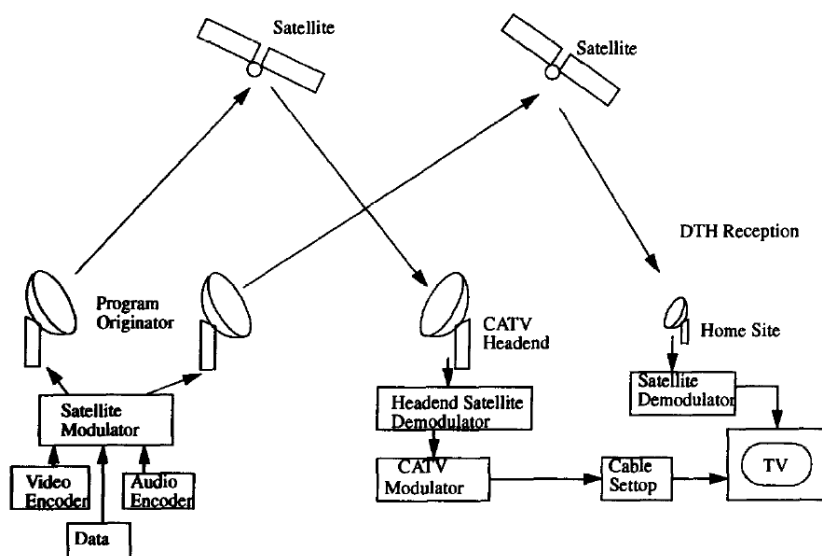 Satellite
Satellite
DTH Reception
Program
Originator
CATV
Headend
Home Site
Satellite
Modulator
Headend Satellite
Demodulator
Satellite
Demodulator
Video
Encoder
Audio
Encoder
CATV
Modulator
Cable
Settop
TV
Data